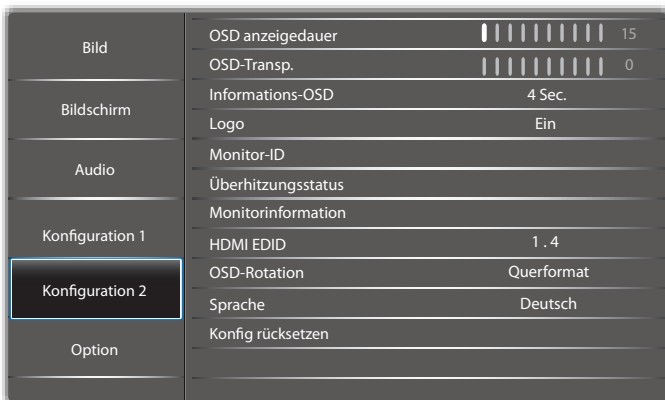 Bild
Bildschirm
Audio
Konfiguration 1
Konfiguration 2
Option
OSD anzeigedauer 15
OSD-Transp. 0
Informations-OSD 4 Sec.
Logo Ein
Monitor-ID
Überhitzungsstatus
Monitorinformation
HDMI EDID 1 . 4
OSD-Rotation Querformat
Sprache Deutsch
Konfig rücksetzen